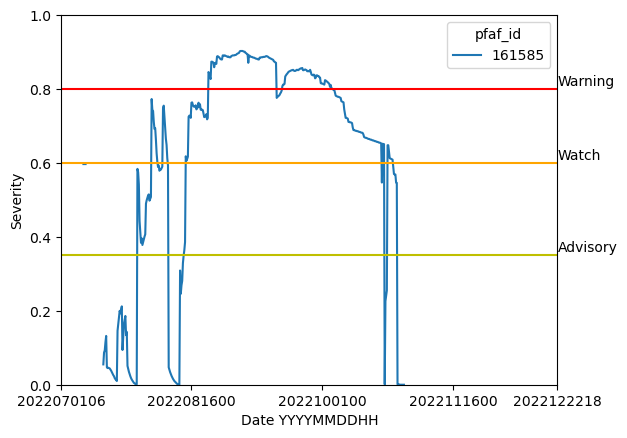 pfaf_id
161585
1.0
0.8
0.6
0.4
0.2
0.0
Severity
Warning
Watch
Advisory
2022070106
2022081600
2022100100
2022111600
2022122218
Date YYYYMMDDHH